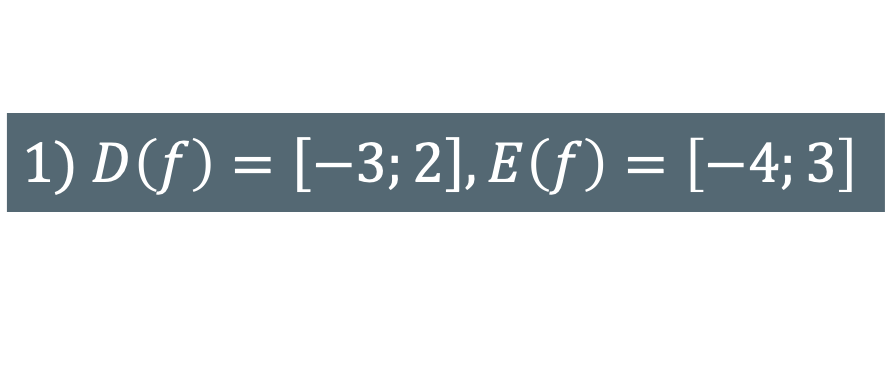 1) D(f) = [−3; 2], E(f) = [−4; 3]